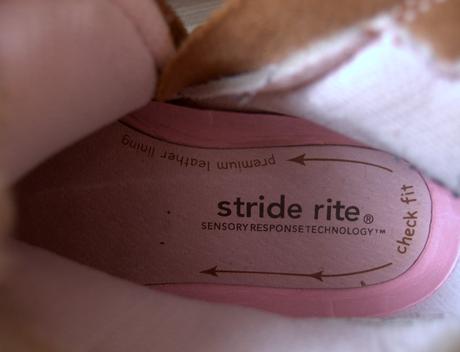 premium leather lining
stride rite®
SENSORY RESPONSE TECHNOLOGY™
check fit